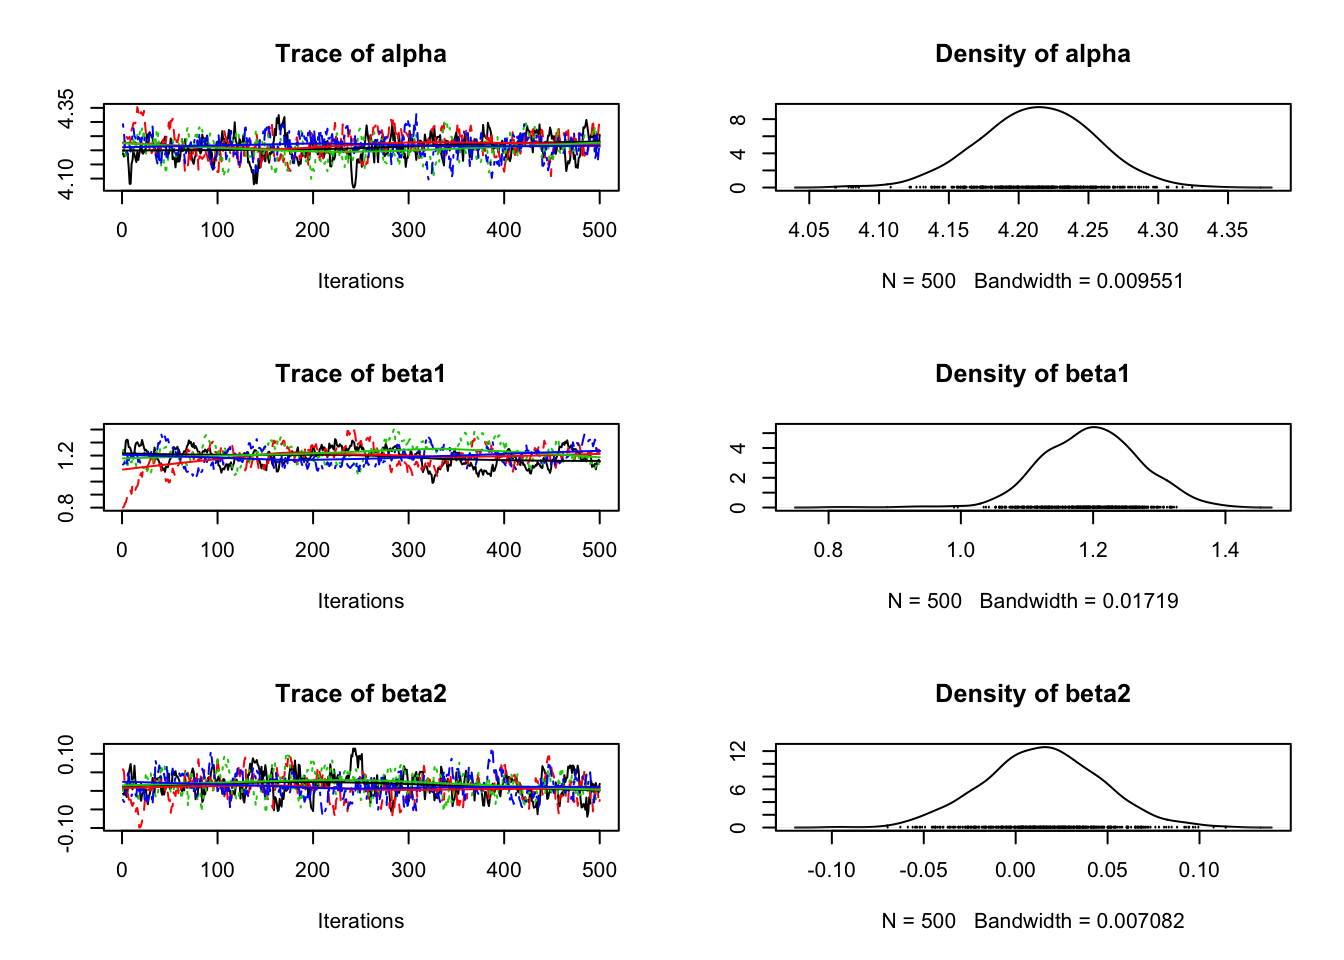 Trace of alpha
4.10 4.35
0 100 200 300 400 500
Iterations
Density of alpha
0 4 8
4.05 4.10 4.15 4.20 4.25 4.30 4.35
N = 500 Bandwidth = 0.009551
Trace of beta1
0.8 1.2
0 100 200 300 400 500
Iterations
Density of beta1
0 2 4
0.8 1.0 1.2 1.4
N = 500 Bandwidth = 0.01719
Trace of beta2
-0.10 0.10
0 100 200 300 400 500
Iterations
Density of beta2
0 6 12
-0.10 -0.05 0.00 0.05 0.10
N = 500 Bandwidth = 0.007082